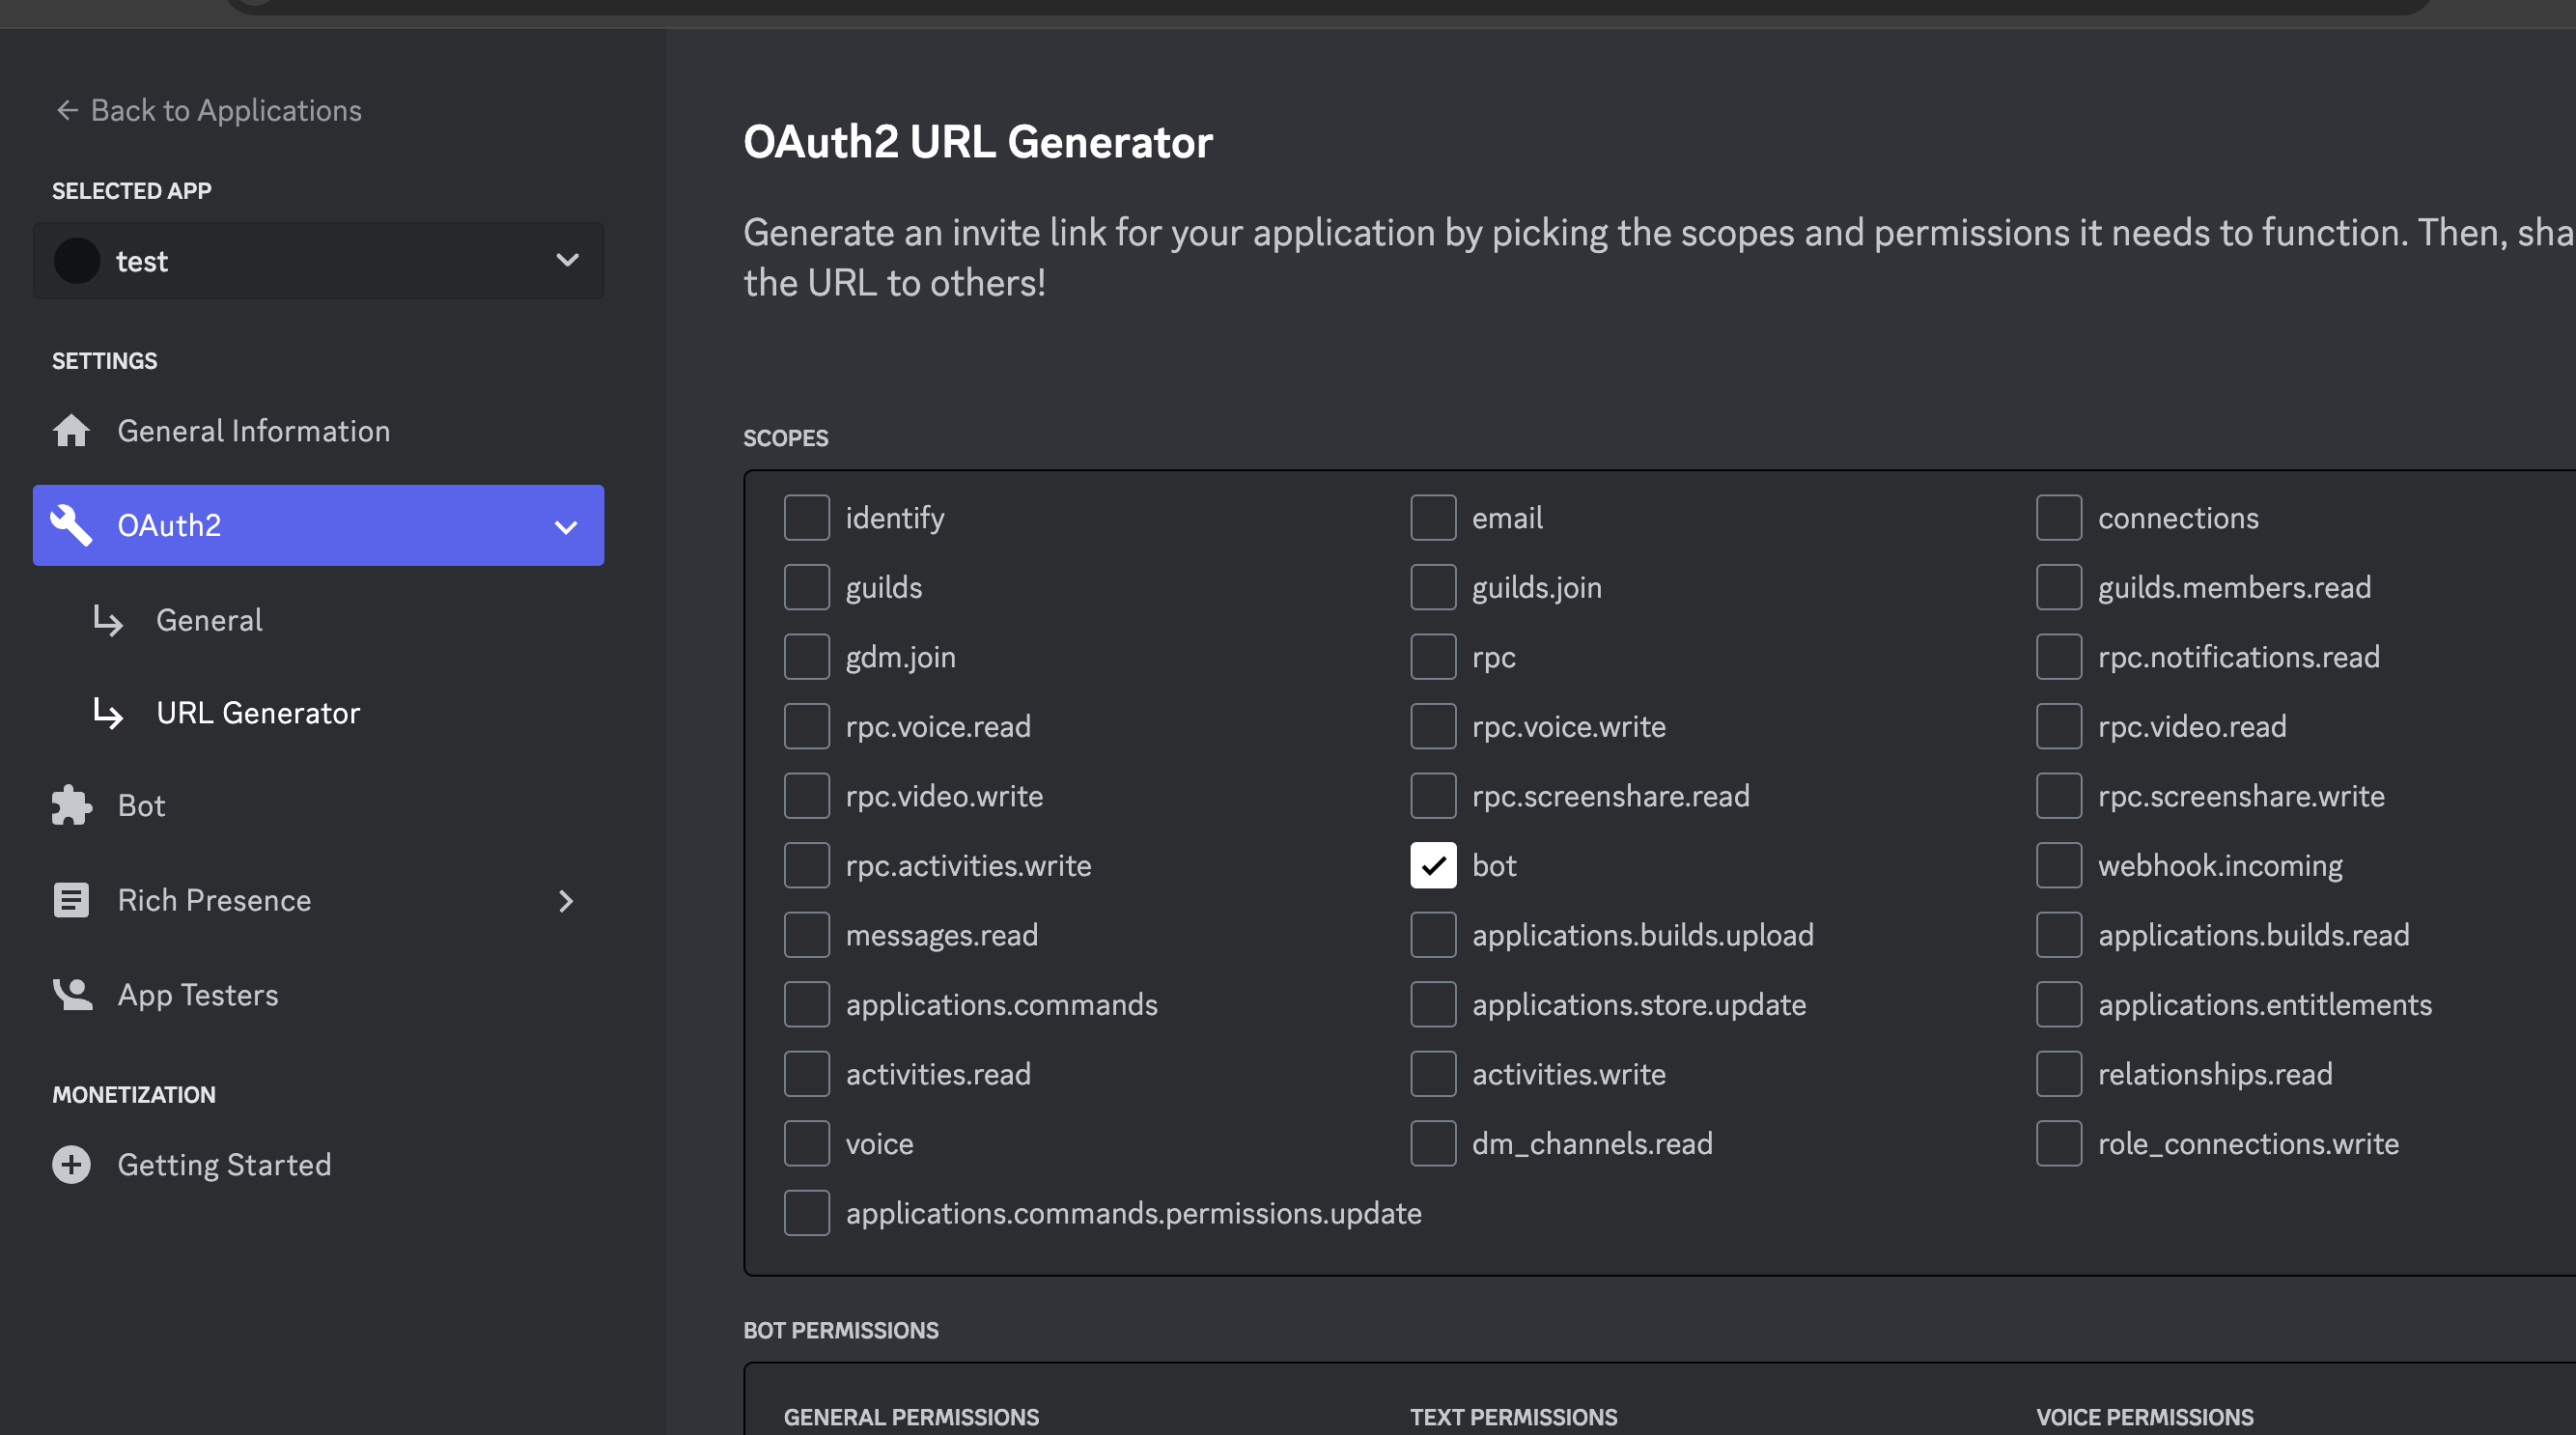 Back to Applications
SELECTED APP
test
SETTINGS
General Information
OAuth2
General
URL Generator
Bot
Rich Presence
App Testers
MONETIZATION
Getting Started
OAuth2 URL Generator
Generate an invite link for your application by picking the scopes and permissions it needs to function. Then, sha
the URL to others!
SCOPES
identify email connections
guilds guilds.join guilds.members.read
gdm.join rpc rpc.notifications.read
rpc.voice.read rpc.voice.write rpc.video.read
rpc.video.write rpc.screenshare.read rpc.screenshare.write
rpc.activities.write bot webhook.incoming
messages.read applications.builds.upload applications.builds.read
applications.commands applications.store.update applications.entitlements
activities.read activities.write relationships.read
voice dm_channels.read role_connections.write
applications.commands.permissions.update
BOT PERMISSIONS
GENERAL PERMISSIONS TEXT PERMISSIONS VOICE PERMISSIONS